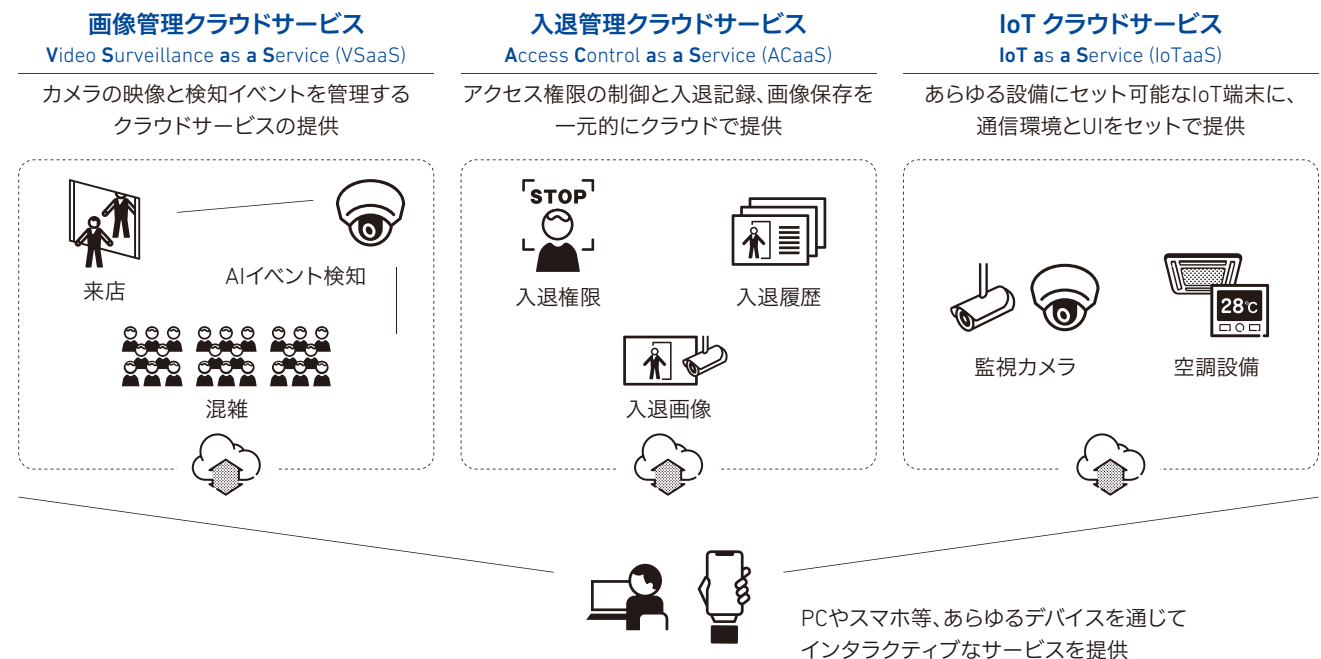 画像管理クラウドサービス
Video Surveillance as a Service (VSaaS)
カメラの映像と検知イベントを管理する
クラウドサービスの提供
来店
AIイベント検知
混雑
入退管理クラウドサービス
Access Control as a Service (ACaaS)
アクセス権限の制御と入退記録、画像保存を
一元的にクラウドで提供
STOP
入退権限
入退履歴
入退画像
IoT クラウドサービス
IoT as a Service (IoTaaS)
あらゆる設備にセット可能なIoT端末に、
通信環境とUIをセットで提供
28℃
監視カメラ
空調設備
PCやスマホ等、あらゆるデバイスを通じて
インタラクティブなサービスを提供